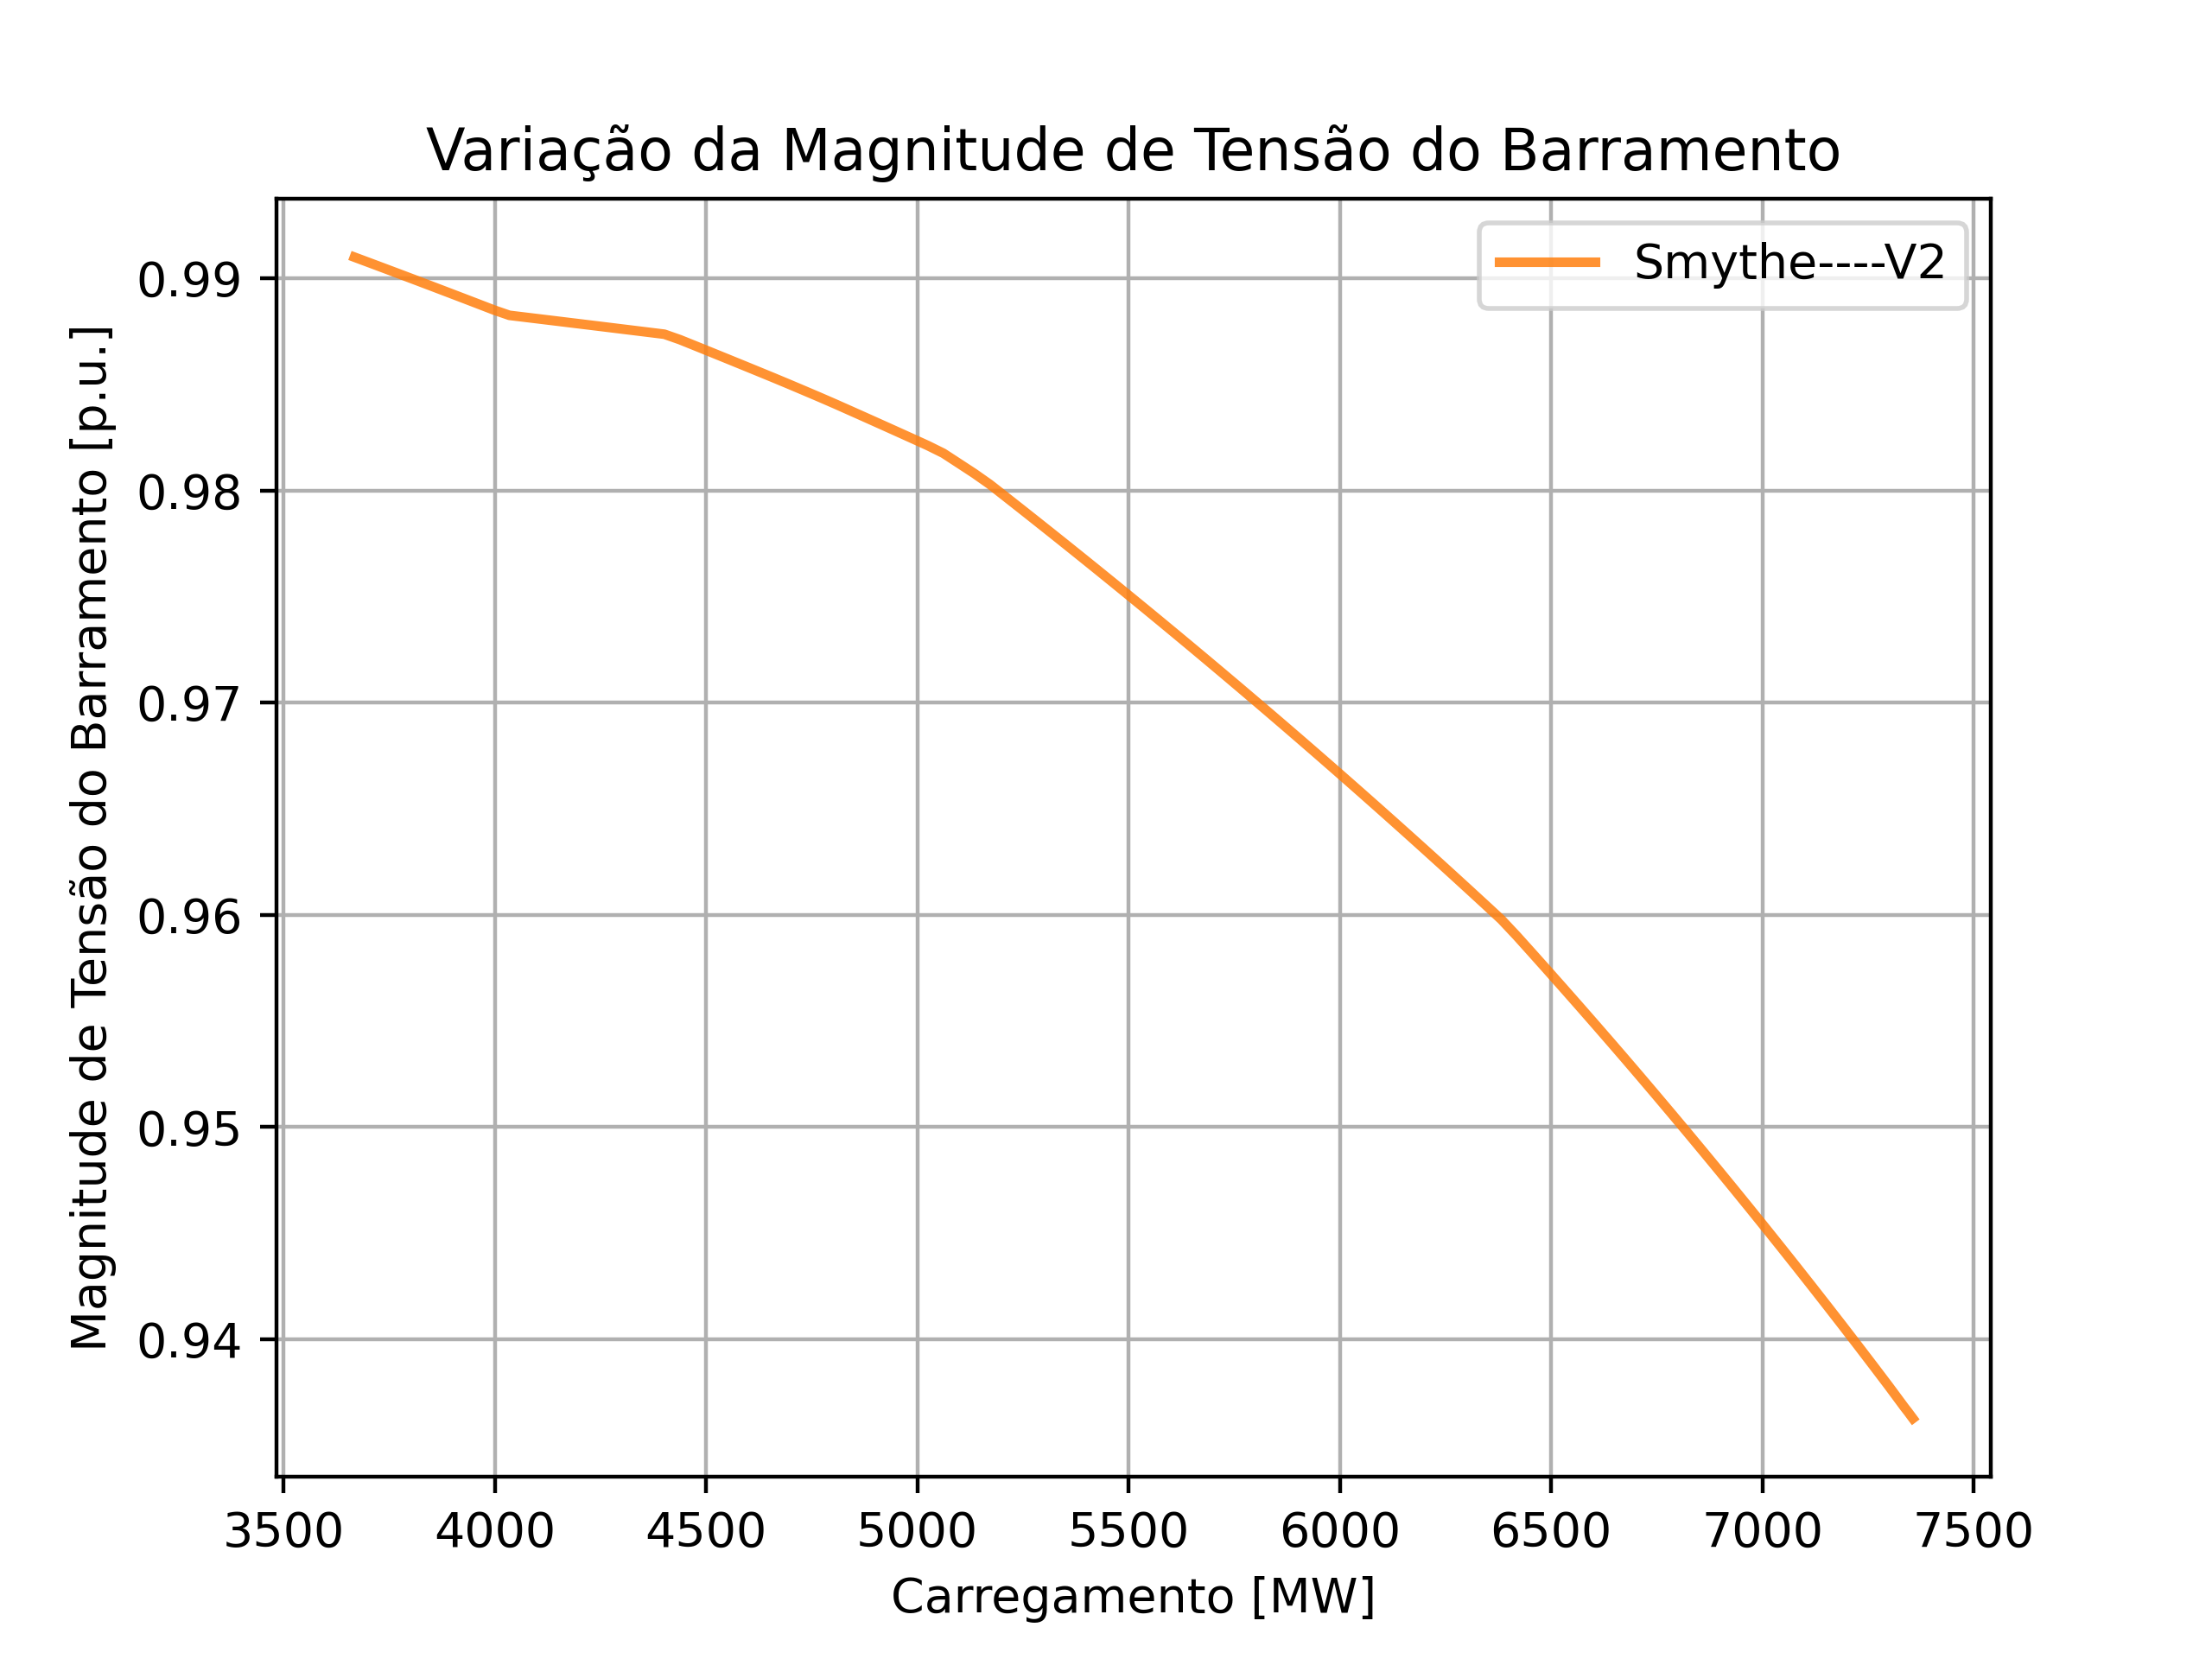 Variação da Magnitude de Tensão do Barramento
Smythe----V2
Magnitude de Tensão do Barramento [p.u.]
0.99
0.98
0.97
0.96
0.95
0.94
3500 4000 4500 5000 5500 6000 6500 7000 7500
Carregamento [MW]